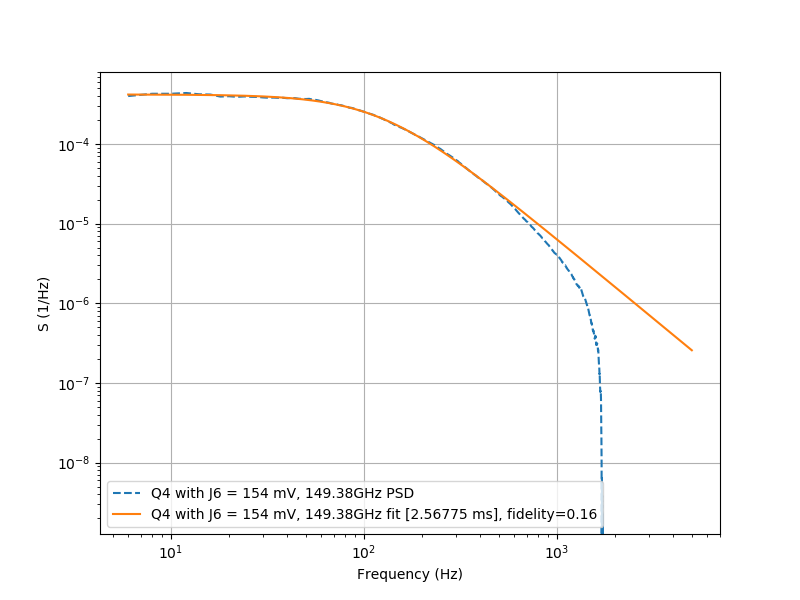 10⁻⁴
10⁻⁵
10⁻⁶
10⁻⁷
10⁻⁸
S (1/Hz)
Q4 with J6 = 154 mV, 149.38GHz PSD
Q4 with J6 = 154 mV, 149.38GHz fit [2.56775 ms], fidelity=0.16
10¹ 10² 10³
Frequency (Hz)